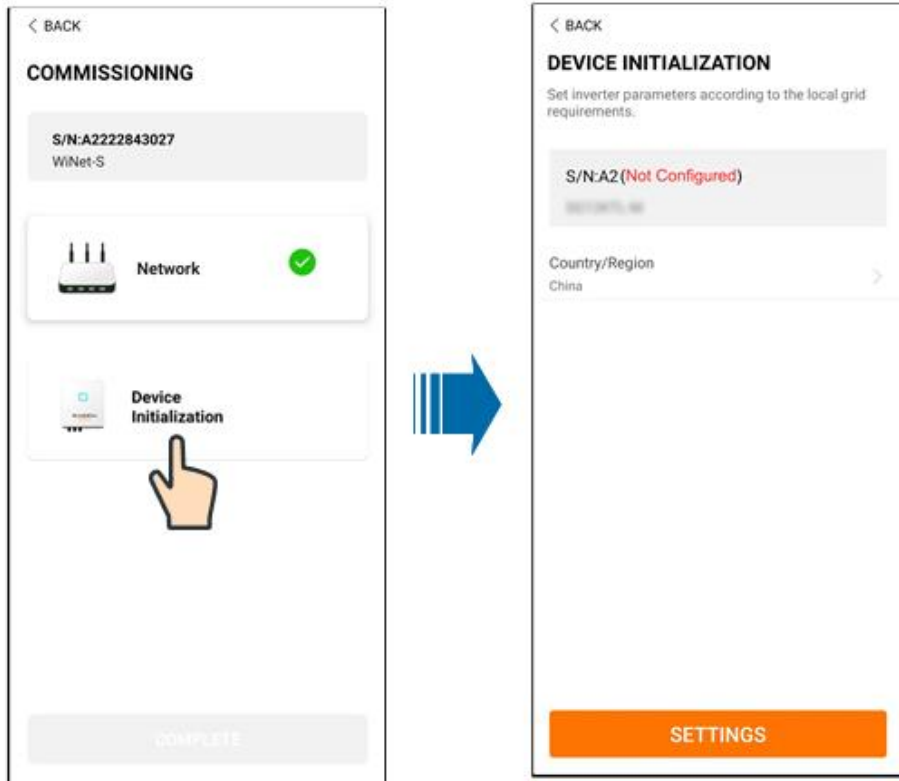 < BACK
COMMISSIONING
S/N:A2222843027
WiNet-S
Network
Device
Initialization
COMPLETE
< BACK
DEVICE INITIALIZATION
Set inverter parameters according to the local grid
requirements.
S/N:A2(Not Configured)
Country/Region
China
SETTINGS